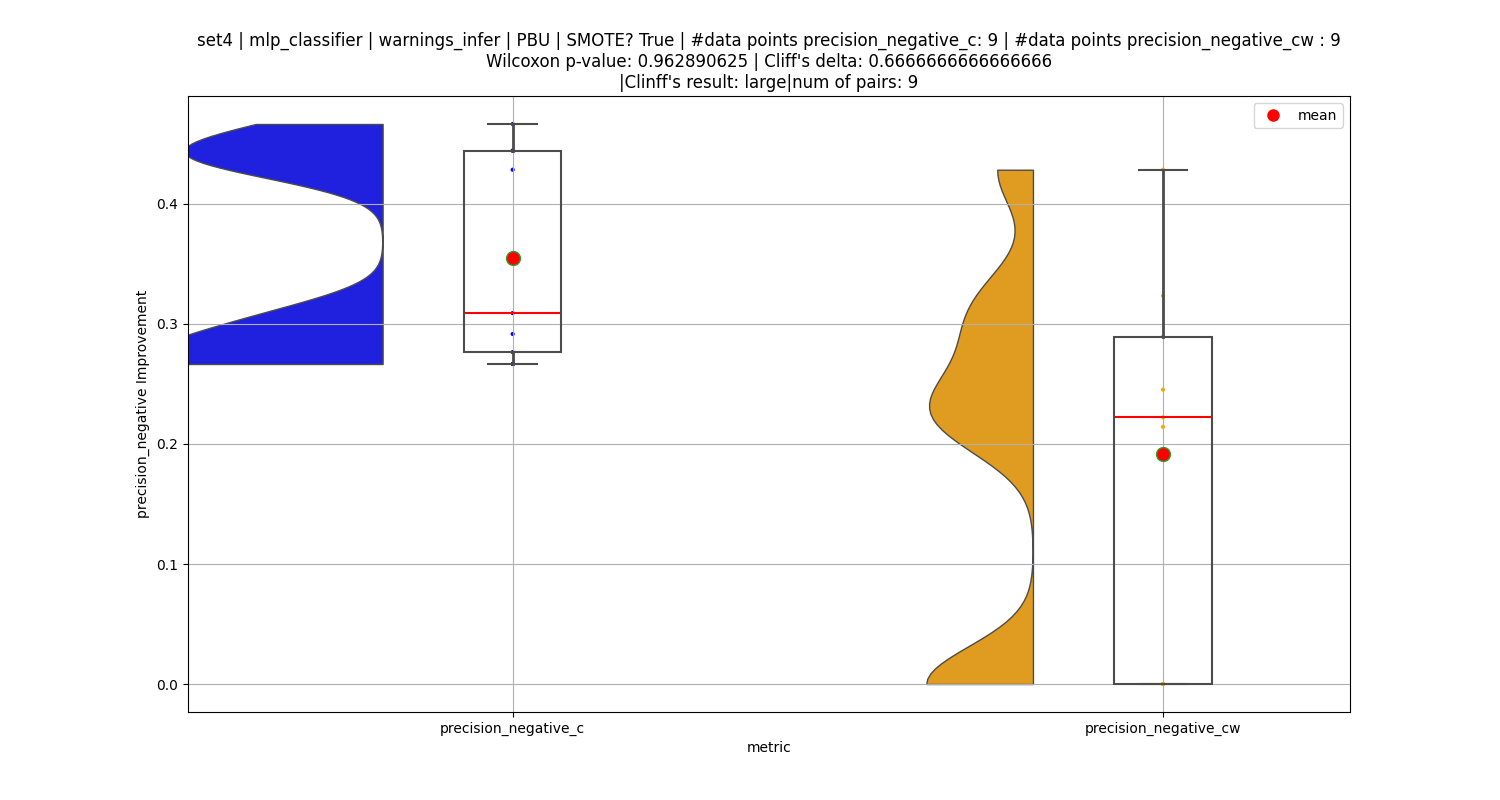 set4 | mlp_classifier | warnings_infer | PBU | SMOTE? True | #data points precision_negative_c: 9 | #data points precision_negative_cw : 9
Wilcoxon p-value: 0.962890625 | Cliff's delta: 0.6666666666666666
|Clinff's result: large|num of pairs: 9
mean
0.4
0.3
0.2
0.1
0.0
precision_negative Improvement
precision_negative_c
precision_negative_cw
metric